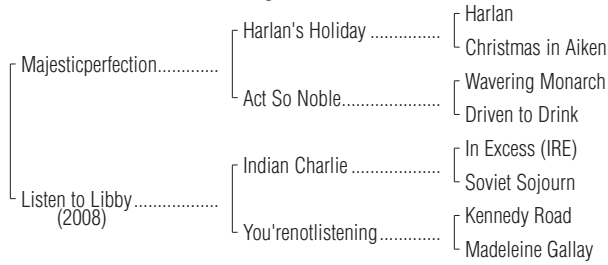 Harlan
Harlan's Holiday ...............
Christmas in Aiken
Majesticperfection.............
Wavering Monarch
Act So Noble.....................
Driven to Drink
In Excess (IRE)
Indian Charlie ...................
Soviet Sojourn
Listen to Libby..................
(2008)
Kennedy Road
You'renotlistening.............
Madeleine Gallay